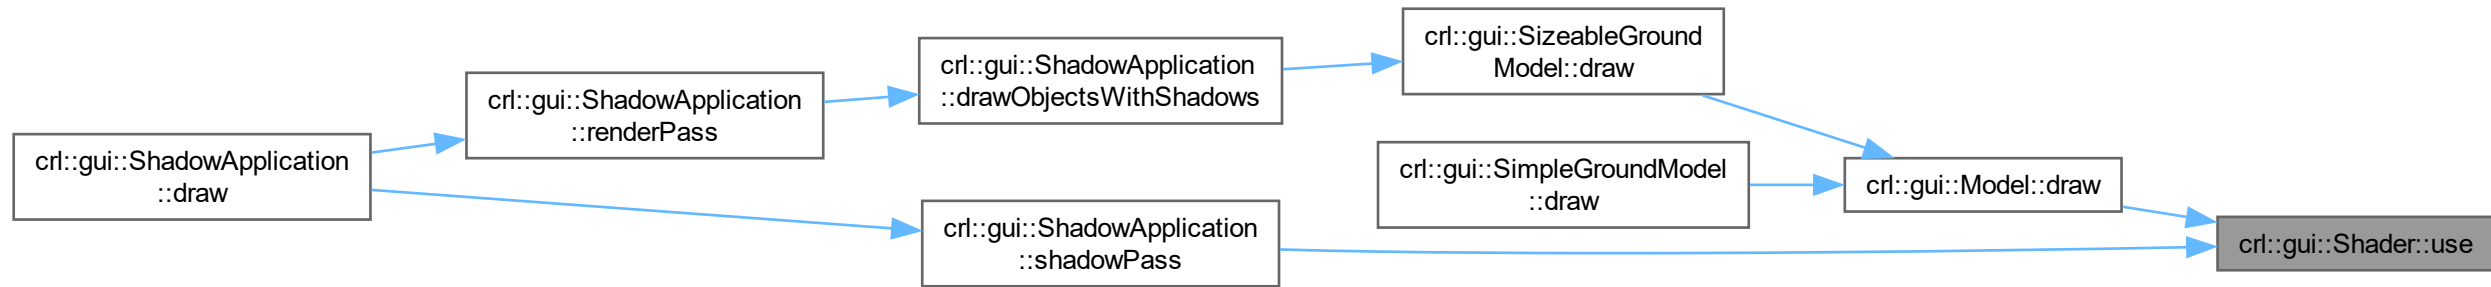 crl::gui::ShadowApplication
::draw
crl::gui::ShadowApplication
::renderPass
crl::gui::ShadowApplication
::drawObjectsWithShadows
crl::gui::SizeableGround
Model::draw
crl::gui::SimpleGroundModel
::draw
crl::gui::ShadowApplication
::shadowPass
crl::gui::Model::draw
crl::gui::Shader::use